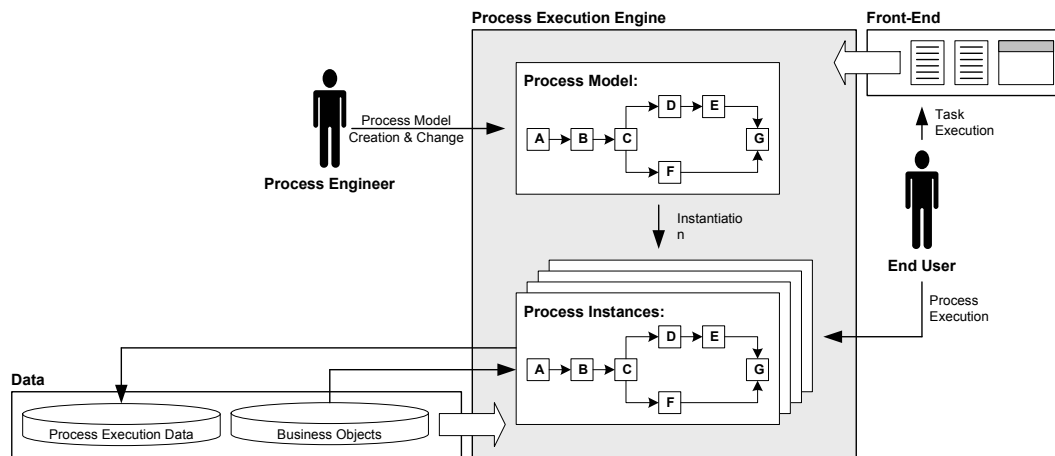 Process Execution Engine
Front-End
Process Model:
D E
A B C G
F
Process Model
Creation & Change
Process Engineer
Task
Execution
Instantiatio
n
End User
Process
Execution
Process Instances:
D E
A B C G
F
Data
Process Execution Data
Business Objects